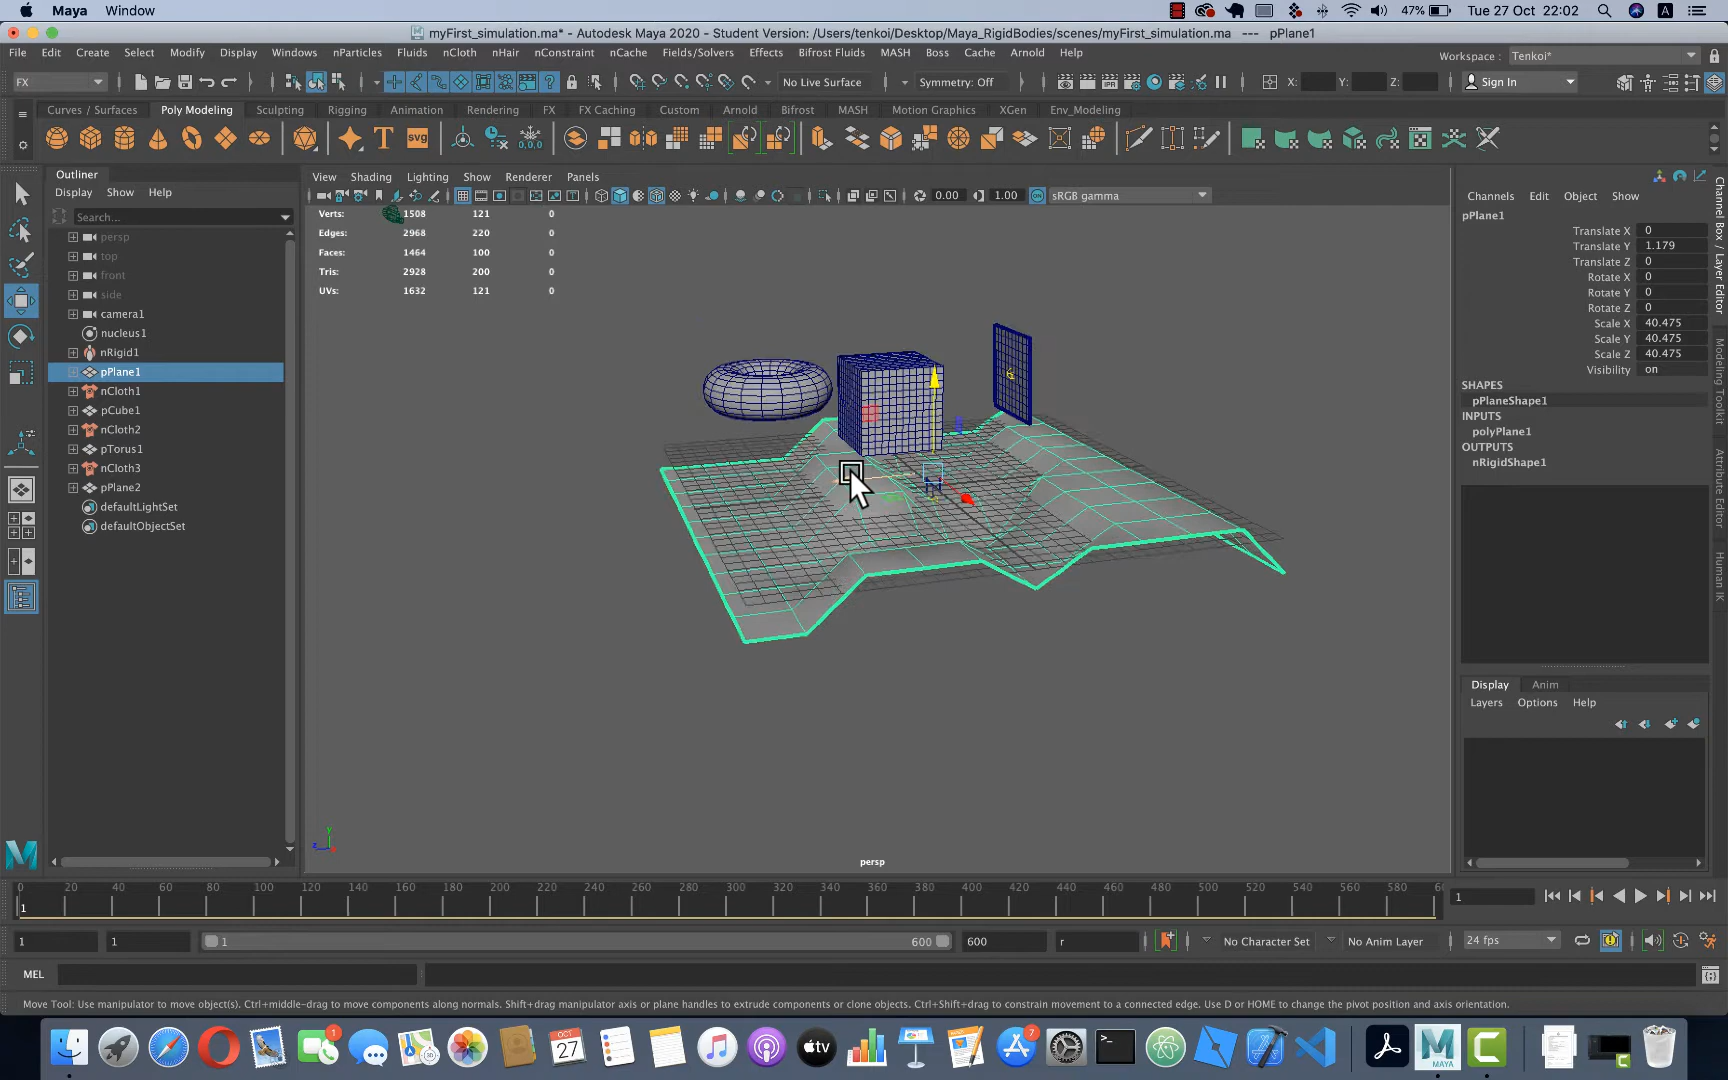 Maya Window 47% Tue 27 Oct 22:02 A
myFirst_simulation.ma* - Autodesk Maya 2020 - Student Version: /Users/tenkoi/Desktop/Maya_RigidBodies/scenes/myFirst_simulation.ma --- pPlane1
File Edit Create Select Modify Display Windows nParticles Fluids nCloth nHair nConstraint nCache Fields/Solvers Effects Bifrost Fluids MASH Boss Cache Arnold Help Workspace: Tenkoi*
FX No Live Surface Symmetry: Off X: Y: Z: Sign In
Curves / Surfaces Poly Modeling Sculpting Rigging Animation Rendering FX FX Caching Custom Arnold Bifrost MASH Motion Graphics XGen Env_Modeling
T svg 0,0,0
Outliner
Display Show Help
Search...
persp
top
front
side
camera1
nucleus1
nRigid1
pPlane1
nCloth1
pCube1
nCloth2
pTorus1
nCloth3
pPlane2
defaultLightSet
defaultObjectSet
View Shading Lighting Show Renderer Panels
0.00 1.00 sRGB gamma
Verts: 1508 121 0
Edges: 2968 220 0
Faces: 1464 100 0
Tris: 2928 200 0
UVs: 1632 121 0
y
z
persp
Channels Edit Object Show
pPlane1
Translate X 0
Translate Y 1.179
Translate Z 0
Rotate X 0
Rotate Y 0
Rotate Z 0
Scale X 40.475
Scale Y 40.475
Scale Z 40.475
Visibility on
SHAPES
pPlaneShape1
INPUTS
polyPlane1
OUTPUTS
nRigidShape1
Display Anim
Layers Options Help
Channel Box / Layer Editor
Modeling Toolkit
Attribute Editor
Human IK
0 20 40 60 80 100 120 140 160 180 200 220 240 260 280 300 320 340 360 380 400 420 440 460 480 500 520 540 560 580 60
1 1
1 1 1 600 600 r No Character Set No Anim Layer 24 fps
MEL
Move Tool: Use manipulator to move object(s). Ctrl+middle-drag to move components along normals. Shift+drag manipulator axis or plane handles to extrude components or clone objects. Ctrl+Shift+drag to constrain movement to a connected edge. Use D or HOME to change the pivot position and axis orientation.
1 OCT 27 tv 7 MAYA